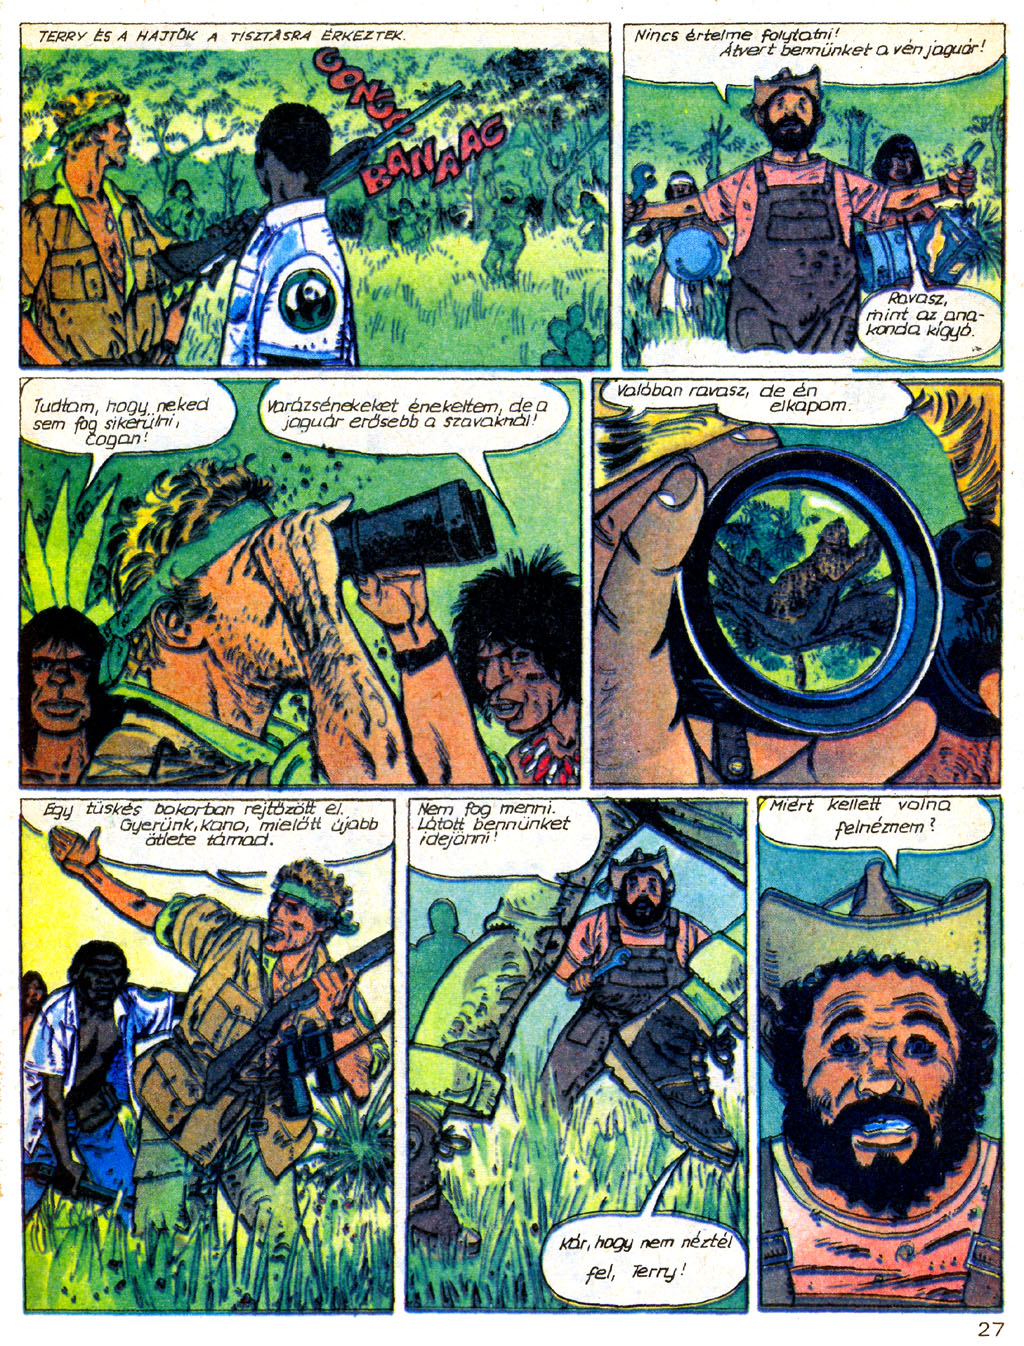 TERRY ÉS A HAJTÓK A TISZTÁSRA ÉRKEZTEK.
CONGG
BANAAG
Nincs értelme folytatni!
Átvert bennünket a vén jaguár!
Ravasz,
mint az ana-
konda kígyó.
Tudtam, hogy neked
sem fog sikerülni,
Cogan!
Varázsénekeket énekeltem, de a
jaguár erősebb a szavaknál!
Valóban ravasz, de én
elkapom.
Egy tüskés bokorban rejtőzött el.
Gyerünk, kano, mielőtt újabb
ötlete támad.
Nem fog menni.
Látott bennünket
idejönni!
Kár, hogy nem néztél
fel, Terry!
Miért kellett volna
felnéznem?
27